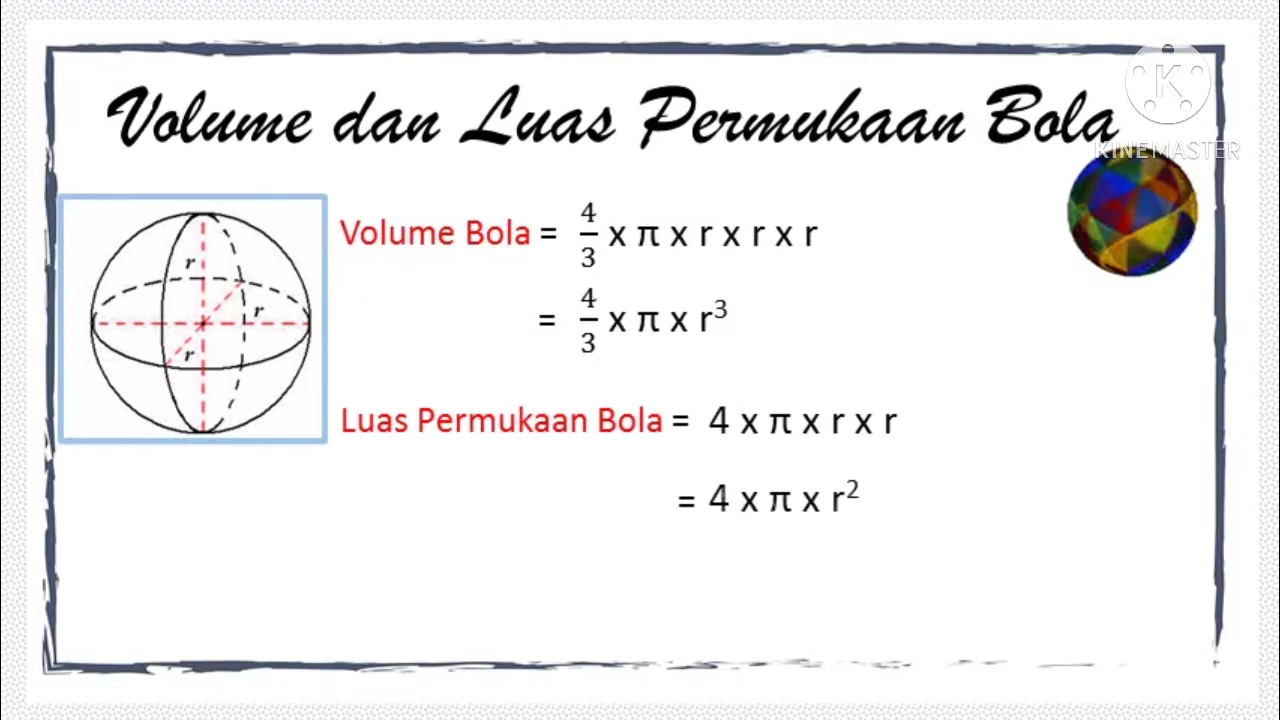 Volume dan Luas Permukaan Bola
K
KINEMASTER
Volume Bola = 4/3 x π x r x r x r
= 4/3 x π x r³
r
r
r
Luas Permukaan Bola = 4 x π x r x r
= 4 x π x r²